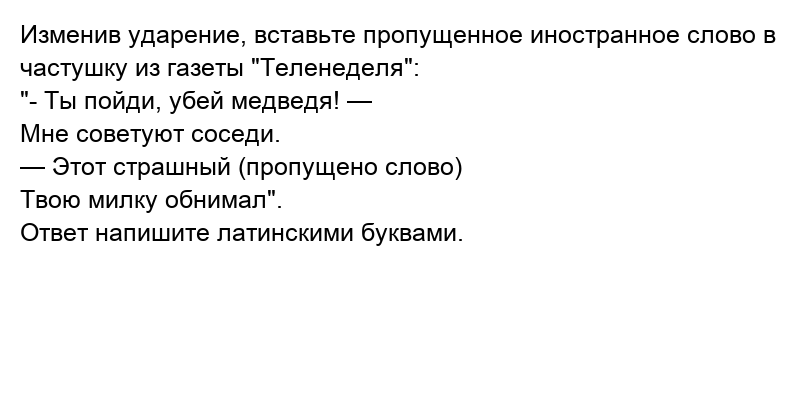 Изменив ударение, вставьте пропущенное иностранное слово в
частушку из газеты "Теленеделя":
"- Ты пойди, убей медведя! —
Мне советуют соседи.
— Этот страшный (пропущено слово)
Твою милку обнимал".
Ответ напишите латинскими буквами.